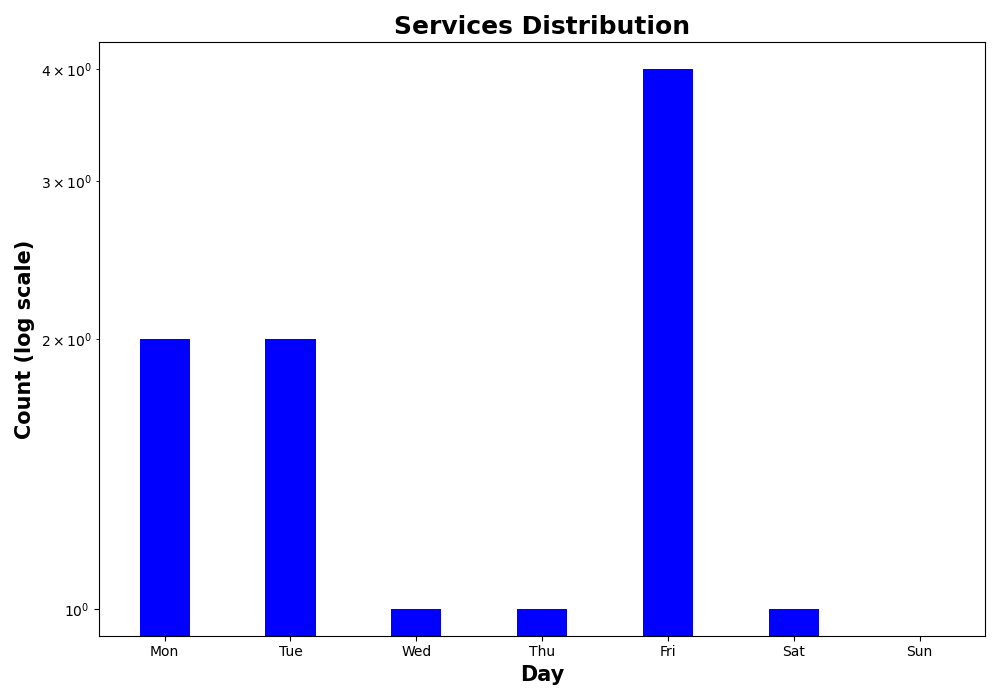 Services Distribution
Count (log scale)
4 × 10⁰
3 × 10⁰
2 × 10⁰
10⁰
Mon Tue Wed Thu Fri Sat Sun
Day